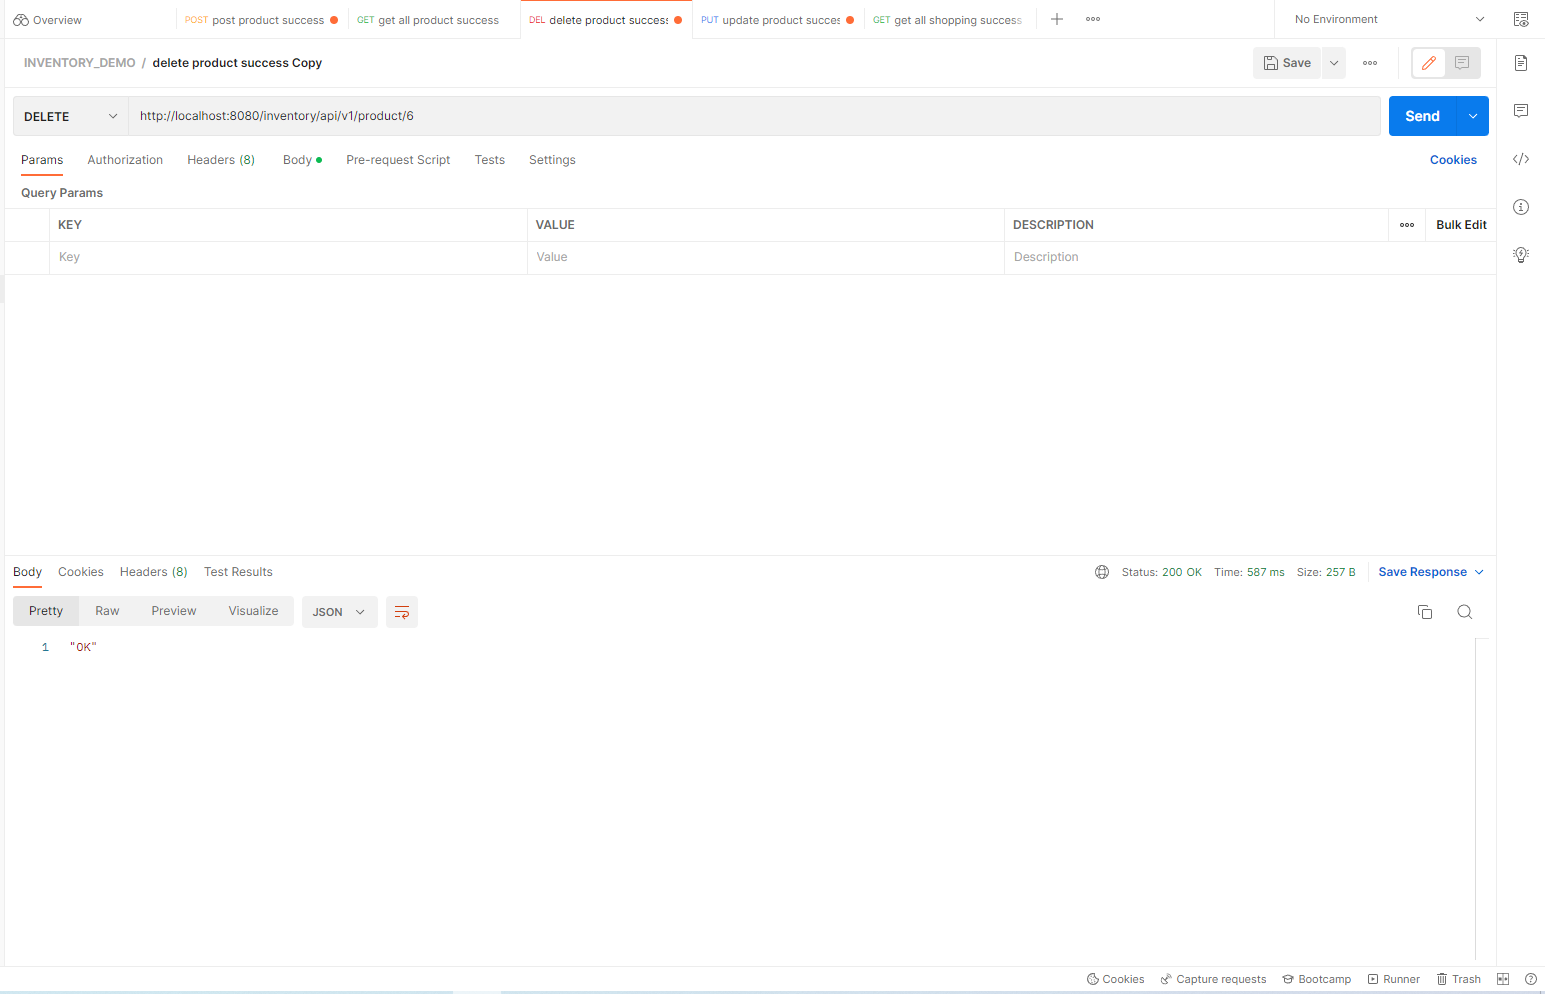 Overview
POST post product success
GET get all product success
DEL delete product success
PUT update product succes
GET get all shopping success
No Environment
INVENTORY_DEMO / delete product success Copy
Save
DELETE
http://localhost:8080/inventory/api/v1/product/6
Send
Params Authorization Headers (8) Body Pre-request Script Tests Settings Cookies
Query Params
KEY VALUE DESCRIPTION Bulk Edit
Key Value Description
Body Cookies Headers (8) Test Results Status: 200 OK Time: 587 ms Size: 257 B Save Response
Pretty Raw Preview Visualize JSON
1 "OK"
Cookies Capture requests Bootcamp Runner Trash